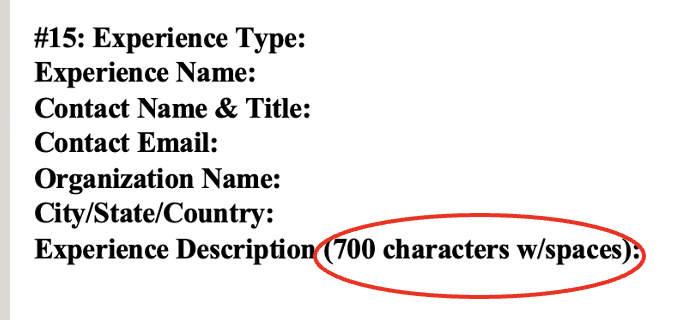 #15: Experience Type:
Experience Name:
Contact Name & Title:
Contact Email:
Organization Name:
City/State/Country:
Experience Description (700 characters w/spaces):